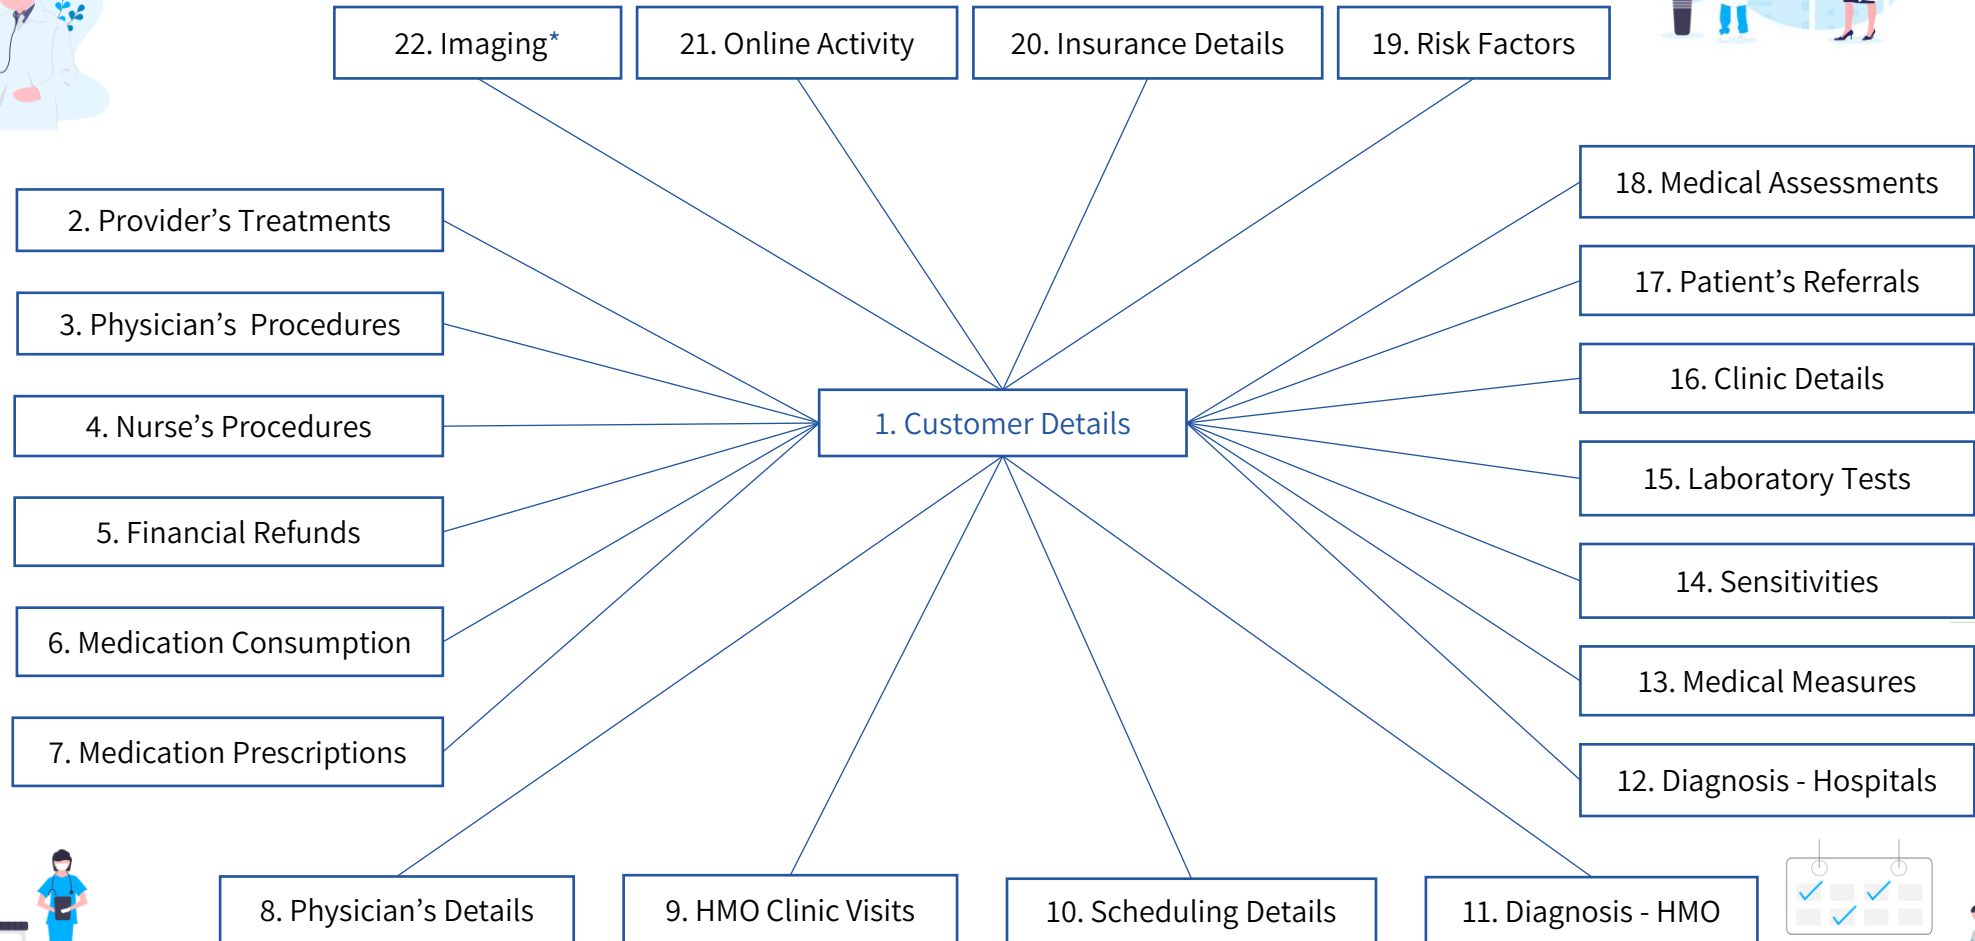 22. Imaging*
21. Online Activity
20. Insurance Details
19. Risk Factors
18. Medical Assessments
2. Provider’s Treatments
17. Patient’s Referrals
3. Physician’s  Procedures
16. Clinic Details
4. Nurse’s Procedures
1. Customer Details
15. Laboratory Tests
5. Financial Refunds
14. Sensitivities
6. Medication Consumption
13. Medical Measures
7. Medication Prescriptions
12. Diagnosis - Hospitals
8. Physician’s Details
9. HMO Clinic Visits
10. Scheduling Details
11. Diagnosis - HMO